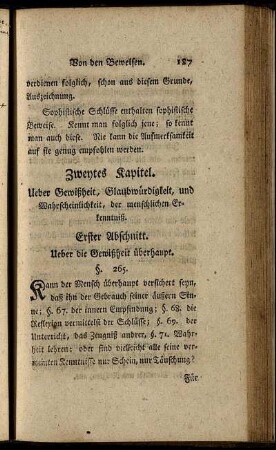 Von den Beweisen. 187
verdienen folglich, schon aus diesem Grunde,
Auszeichnung.
Sophistische Schlüsse enthalten sophistische
Beweise. Kennt man folglich jene; so kennt
man auch diese. Nie kann die Aufmerksamkeit
auf sie genug empfohlen werden.
Zweytes Kapitel.
Ueber Gewißheit, Glaubwürdigkeit, und
Wahrscheinlichkeit, der menschlichen Er-
kenntniß.
Erster Abschnitt.
Ueber die Gewißheit überhaupt.
§. 265.
Kann der Mensch überhaupt versichert seyn,
daß ihn der Gebrauch seiner äußern Sin-
ne; §. 67. der innern Empfindung; §. 68. die
Reflexion vermittelst der Schlüsse; §. 69. der
Unterricht, das Zeugniß andrer, §. 71. Wahr-
heit lehren; oder sind vielleicht alle seine ver-
meinten Kenntnisse nur Schein, nur Täuschung?
Für